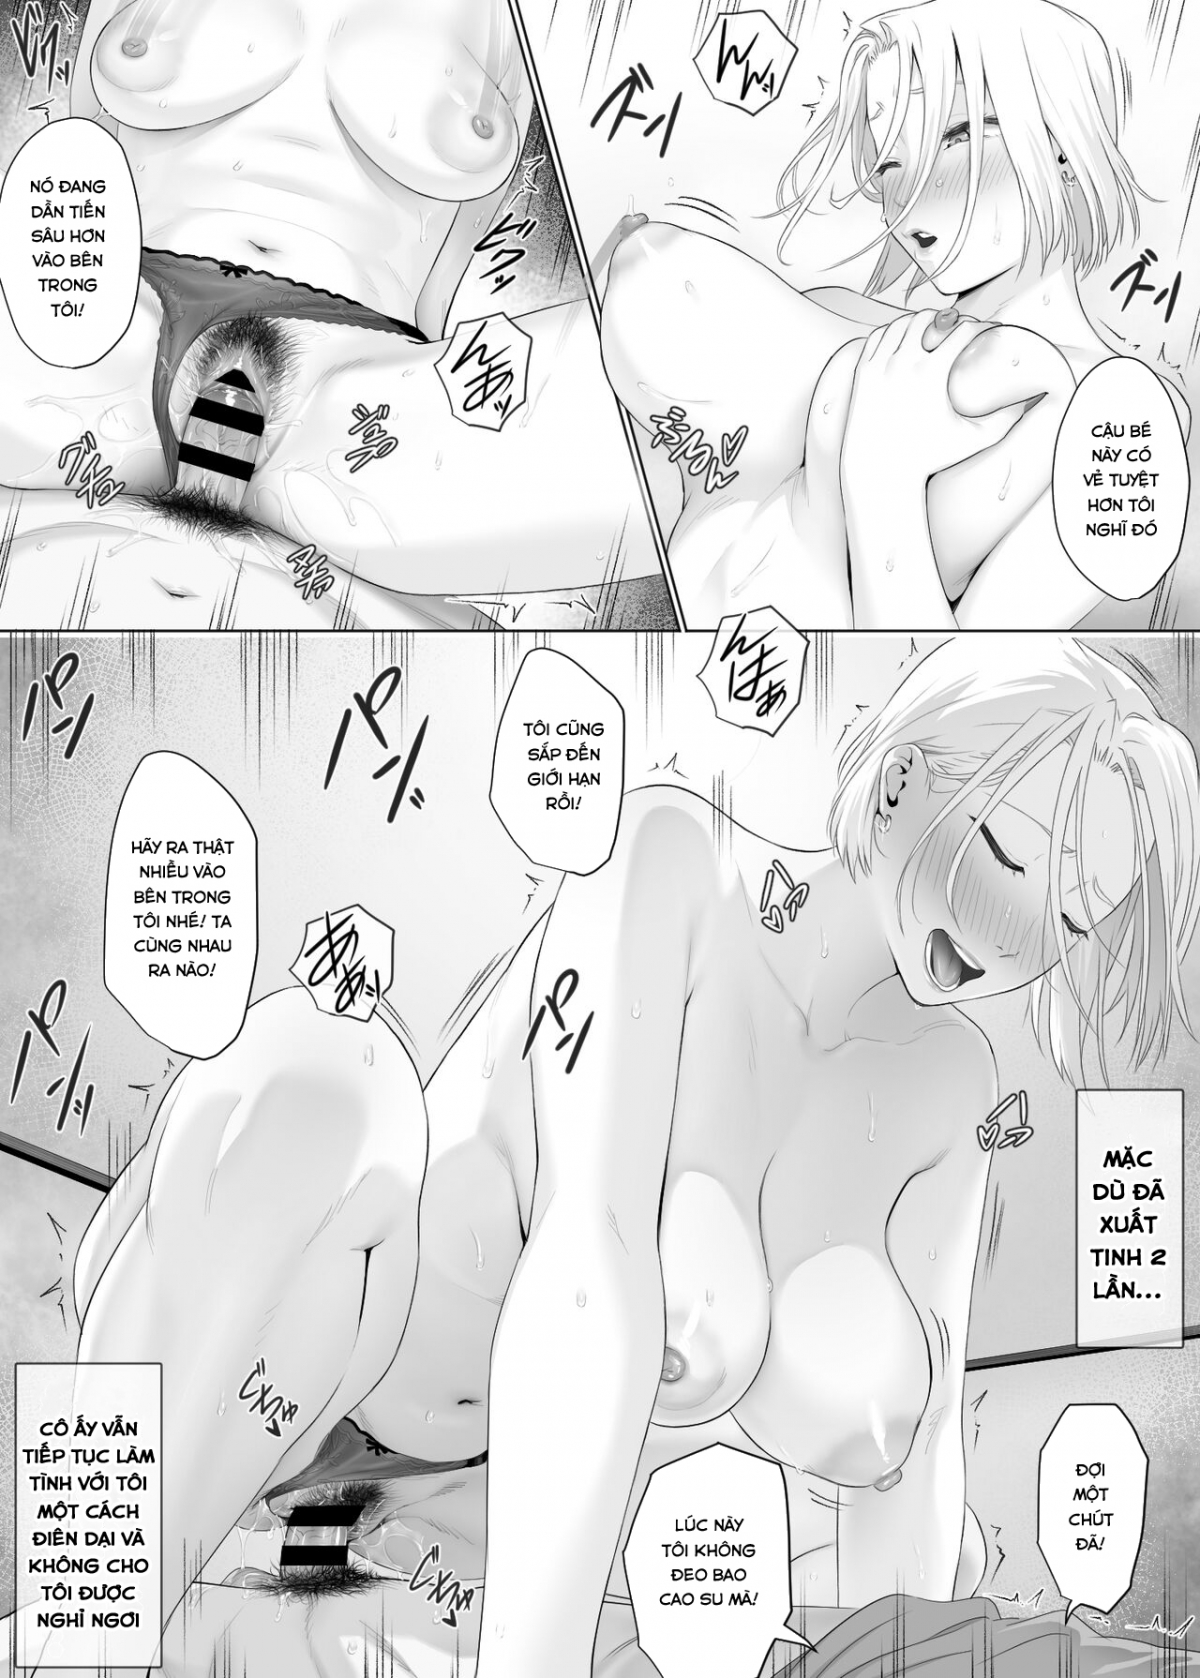 CẬU BÉ
NÀY CÓ
VẺ TUYỆT
HƠN TÔI
NGHĨ ĐÓ
NÓ ĐANG
DẪN TIẾN
SÂU HƠN
VÀO BÊN
TRONG
TÔI!
TÔI CŨNG
SẮP ĐẾN
GIỚI HẠN
RỒI!
HÃY RA THẬT
NHIỀU VÀO
BÊN TRONG
TÔI NHÉ! TA
CÙNG NHAU
RA NÀO!
MẶC
DÙ ĐÃ
XUẤT
TINH 2
LẦN...
ĐỢI
MỘT
CHÚT
ĐÃ!
LÚC NÀY
TÔI KHÔNG
ĐEO BAO
CAO SU MÀ!
CÔ ẤY VẪN
TIẾP TỤC LÀM
TÌNH VỚI TÔI
MỘT CÁCH
ĐIÊN DẠI VÀ
KHÔNG CHO
TÔI ĐƯỢC
NGHỈ NGƠI